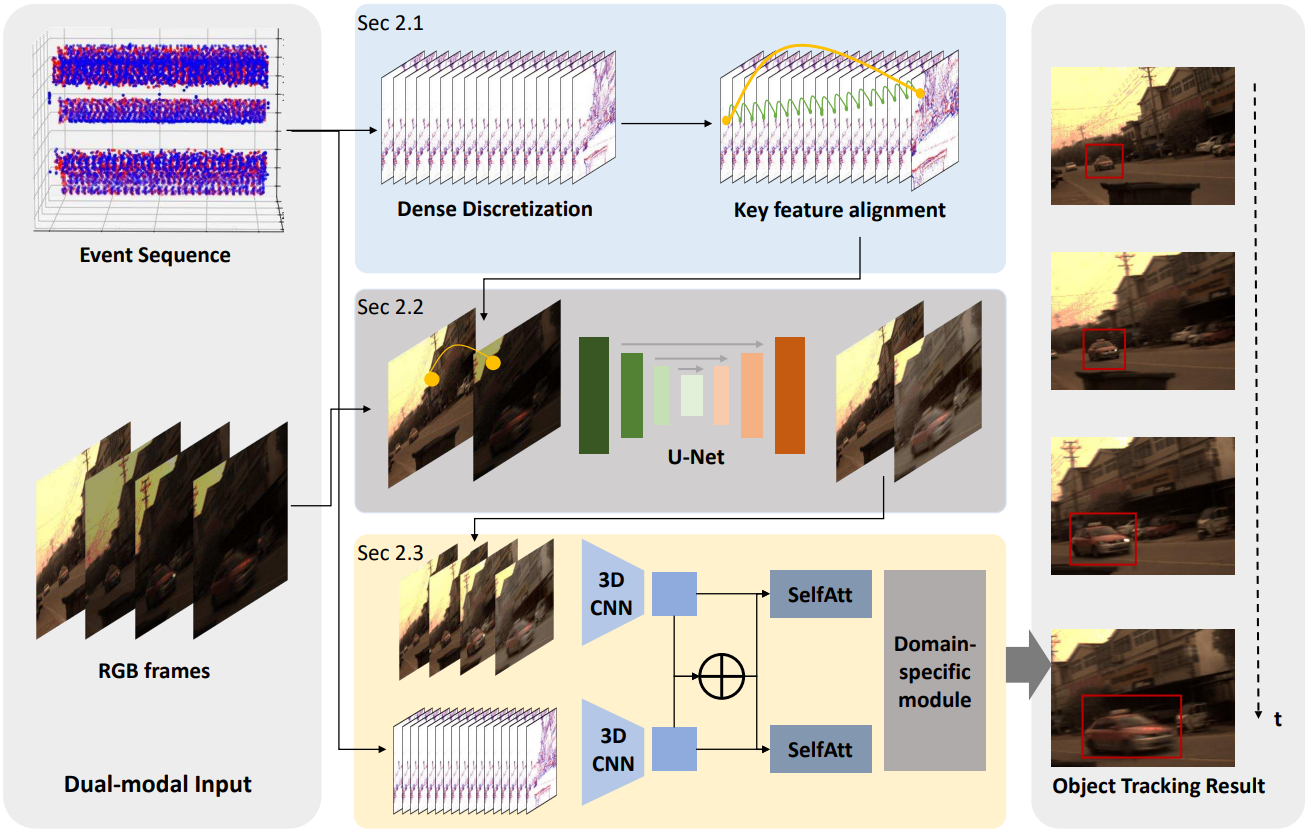 Event Sequence
RGB frames
Dual-modal Input
Sec 2.1
Dense Discretization
Key feature alignment
Sec 2.2
U-Net
Sec 2.3
3D
CNN
SelfAtt
3D
CNN
SelfAtt
Domain-
specific
module
t
Object Tracking Result